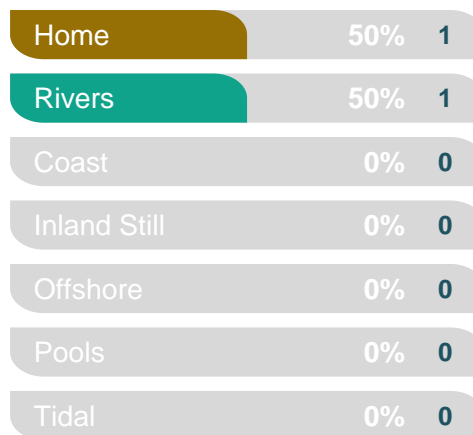 Home 50% 1
Rivers 50% 1
Coast 0% 0
Inland Still 0% 0
Offshore 0% 0
Pools 0% 0
Tidal 0% 0